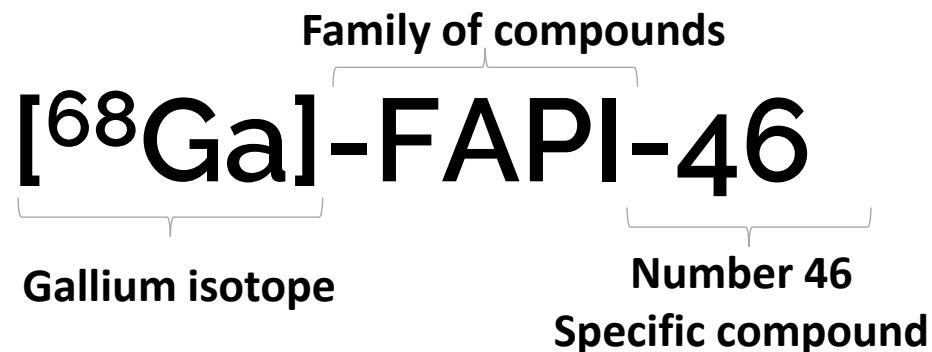 Family of compounds
[⁶⁸Ga]-FAPI-46
Gallium isotope
Number 46
Specific compound